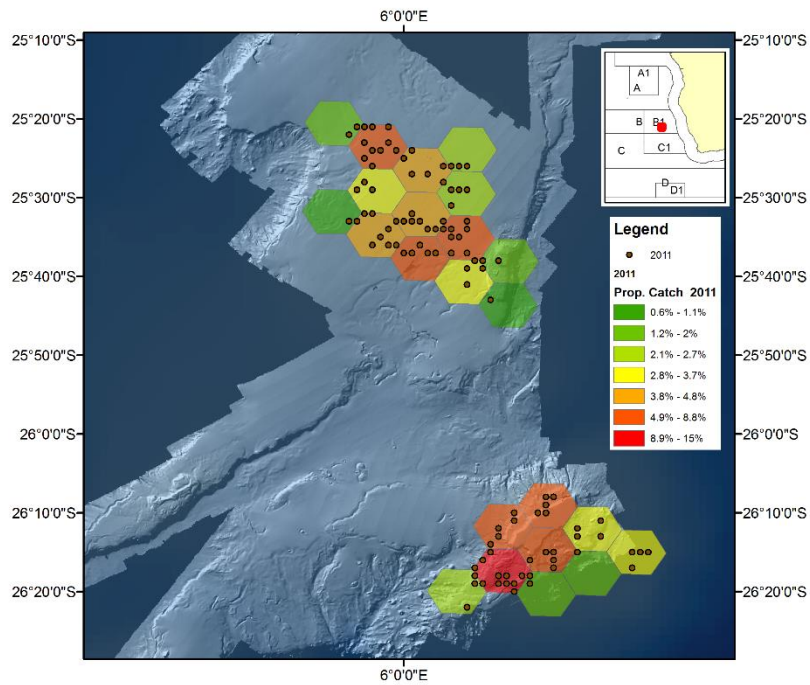 6°0'0"E
25°10'0"S
25°10'0"S
25°20'0"S
25°20'0"S
25°30'0"S
25°30'0"S
25°40'0"S
25°40'0"S
25°50'0"S
25°50'0"S
26°0'0"S
26°0'0"S
26°10'0"S
26°10'0"S
26°20'0"S
26°20'0"S
6°0'0"E
A1
A
B
B1
C
C1
D
D1
Legend
2011
2011
Prop. Catch 2011
0.6% - 1.1%
1.2% - 2%
2.1% - 2.7%
2.8% - 3.7%
3.8% - 4.8%
4.9% - 8.8%
8.9% - 15%